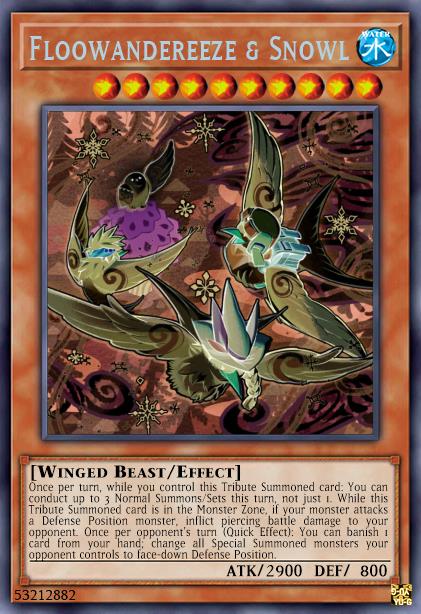 Floowandereeze & Snowl
WATER
水
[Winged Beast/Effect]
Once per turn, while you control this Tribute Summoned card: You can
conduct up to 3 Normal Summons/Sets this turn, not just 1. While this
Tribute Summoned card is in the Monster Zone, if your monster attacks
a Defense Position monster, inflict piercing battle damage to your
opponent. Once per opponent's turn (Quick Effect): You can banish 1
card from your hand; change all Special Summoned monsters your
opponent controls to face-down Defense Position.
ATK/2900 DEF/ 800
53212882